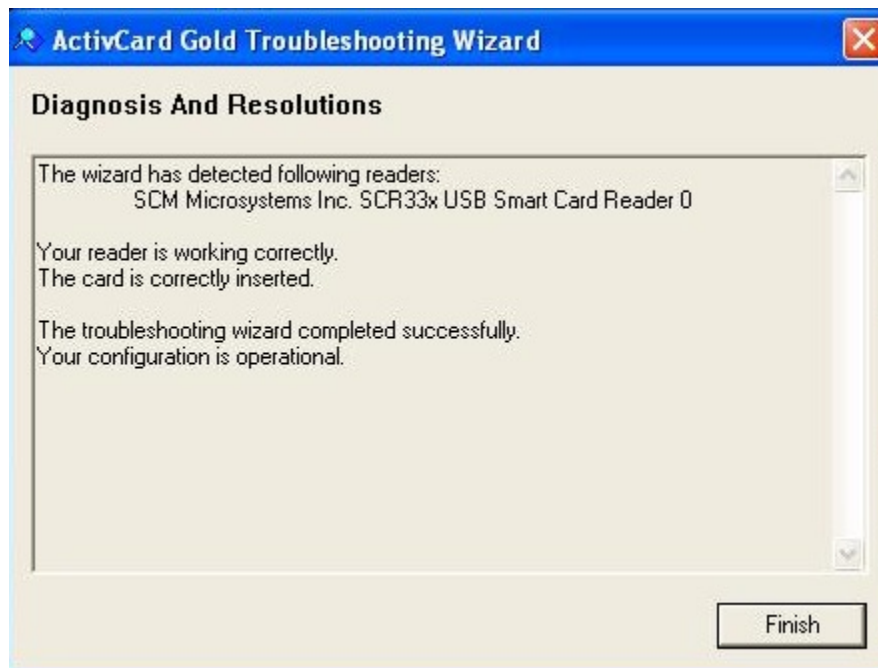 ActivCard Gold Troubleshooting Wizard
Diagnosis And Resolutions
The wizard has detected following readers:
SCM Microsystems Inc. SCR33x USB Smart Card Reader 0
Your reader is working correctly.
The card is correctly inserted.
The troubleshooting wizard completed successfully.
Your configuration is operational.
Finish